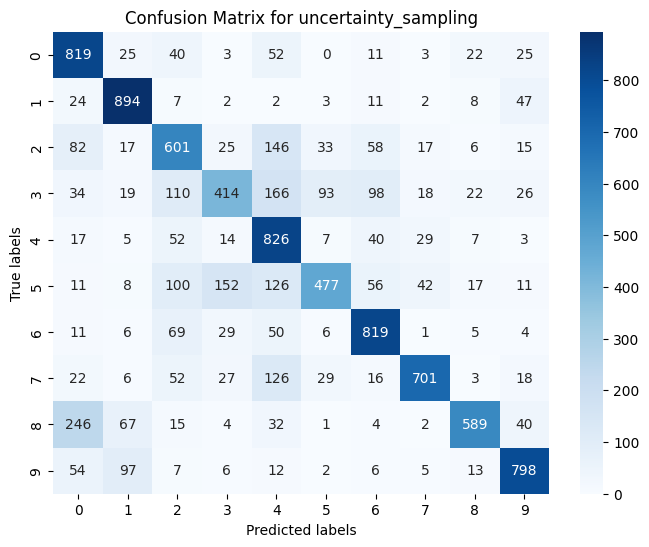 Confusion Matrix for uncertainty_sampling
0 819 25 40 3 52 0 11 3 22 25
1 24 894 7 2 2 3 11 2 8 47
2 82 17 601 25 146 33 58 17 6 15
3 34 19 110 414 166 93 98 18 22 26
4 17 5 52 14 826 7 40 29 7 3
5 11 8 100 152 126 477 56 42 17 11
6 11 6 69 29 50 6 819 1 5 4
7 22 6 52 27 126 29 16 701 3 18
8 246 67 15 4 32 1 4 2 589 40
9 54 97 7 6 12 2 6 5 13 798
0 1 2 3 4 5 6 7 8 9
Predicted labels
True labels
800
700
600
500
400
300
200
100
0